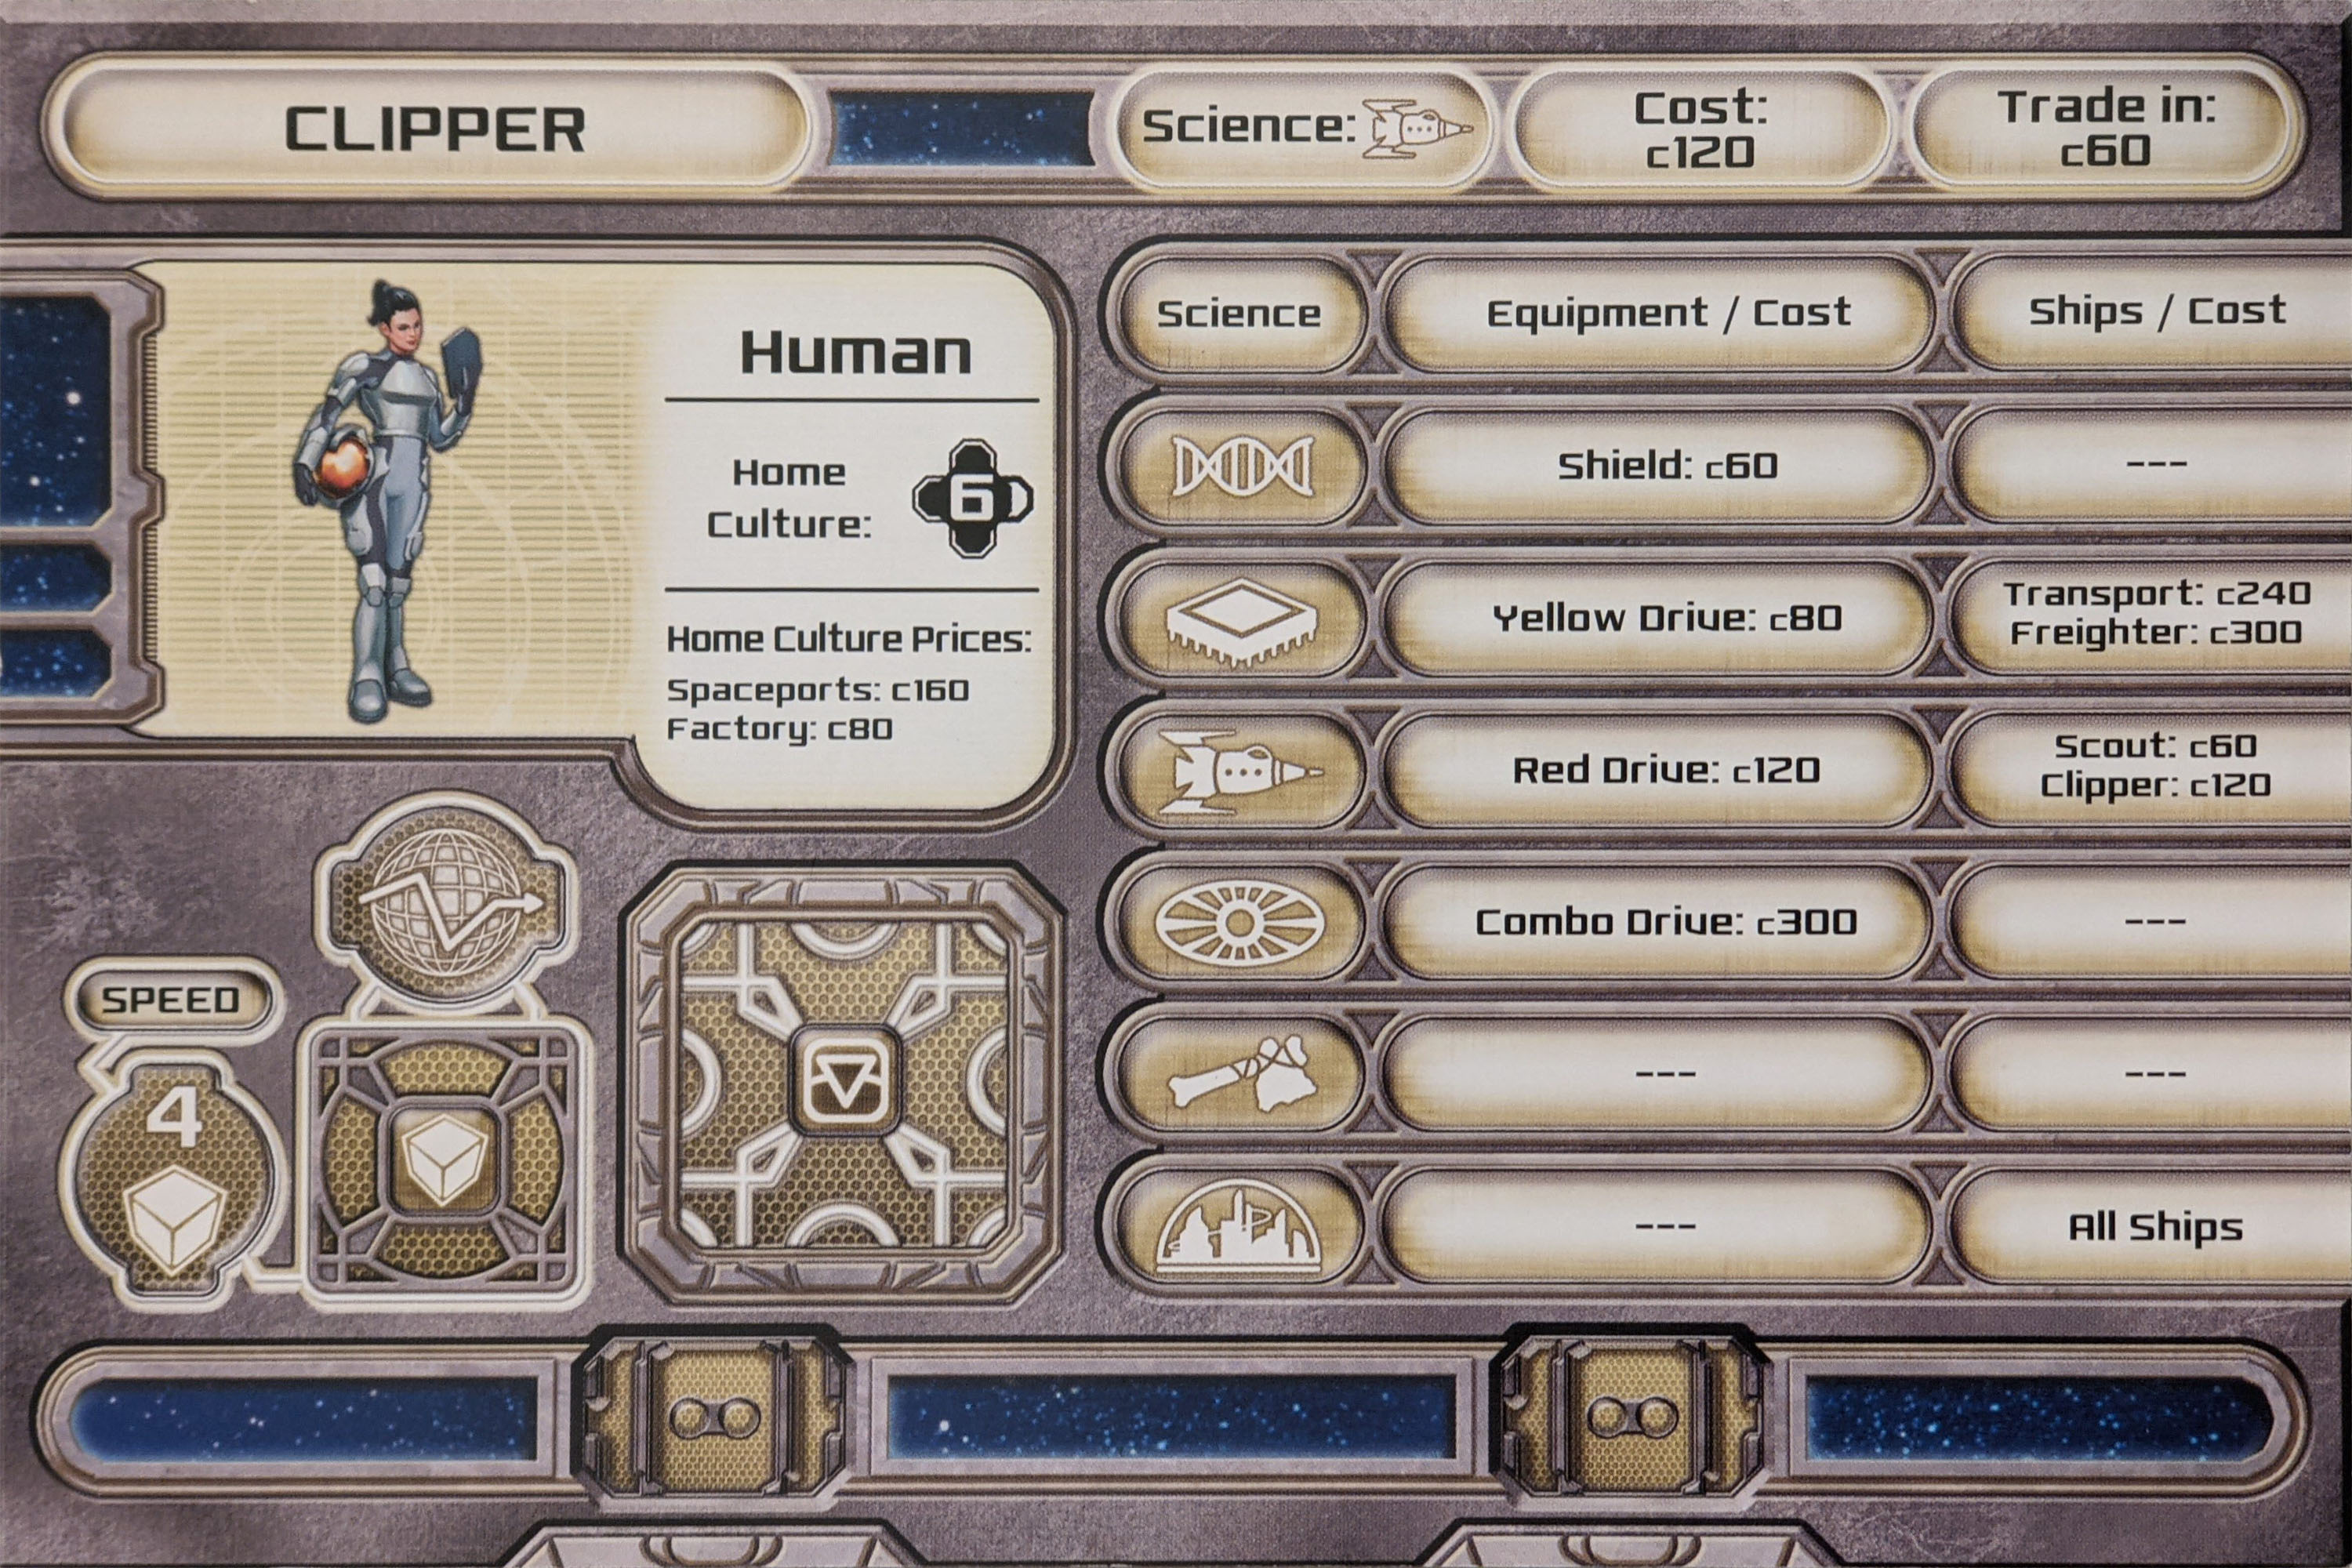 CLIPPER
Science:
Cost:
c120
Trade in:
c60
Human
Home
Culture:
6
Home Culture Prices:
Spaceports: c160
Factory: c80
SPEED
4
Science
Equipment / Cost
Ships / Cost
Shield: c60
---
Yellow Drive: c80
Transport: c240
Freighter: c300
Red Drive: c120
Scout: c60
Clipper: c120
Combo Drive: c300
---
---
---
---
All Ships